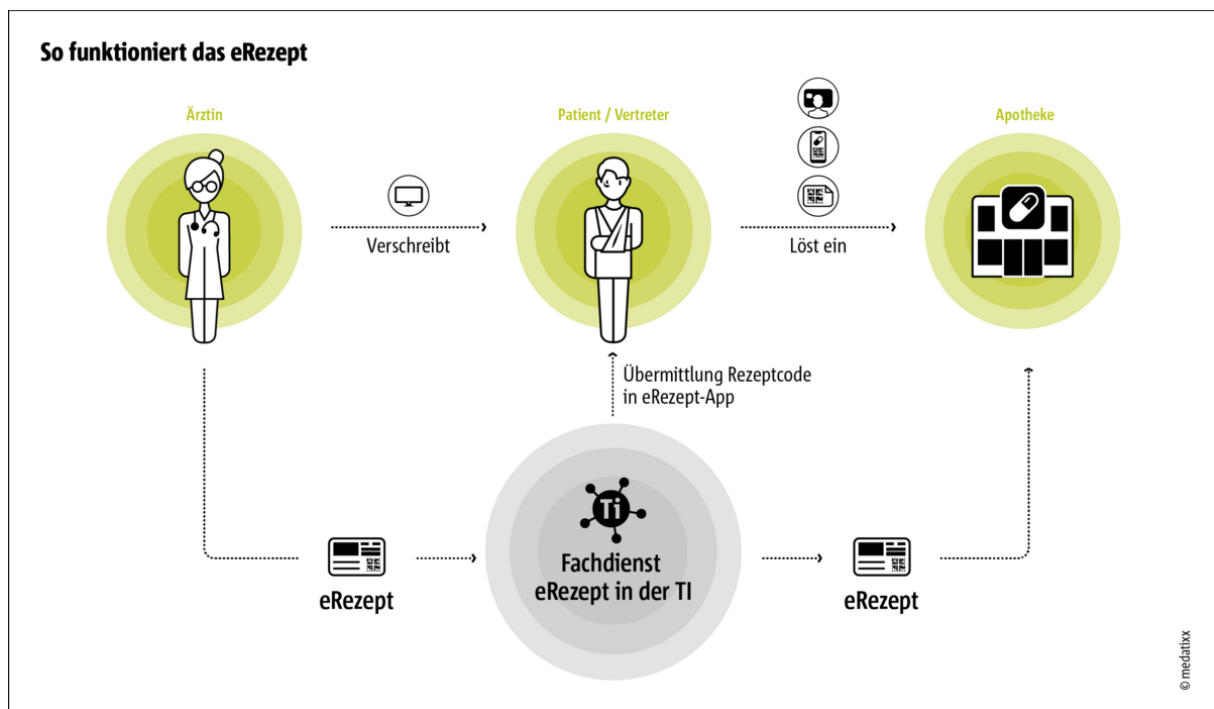 So funktioniert das eRezept
Ärztin
Patient / Vertreter
Apotheke
Verschreibt
Löst ein
Übermittlung Rezeptcode
in eRezept-App
Ti
Fachdienst
eRezept in der TI
eRezept
eRezept
© medatixx